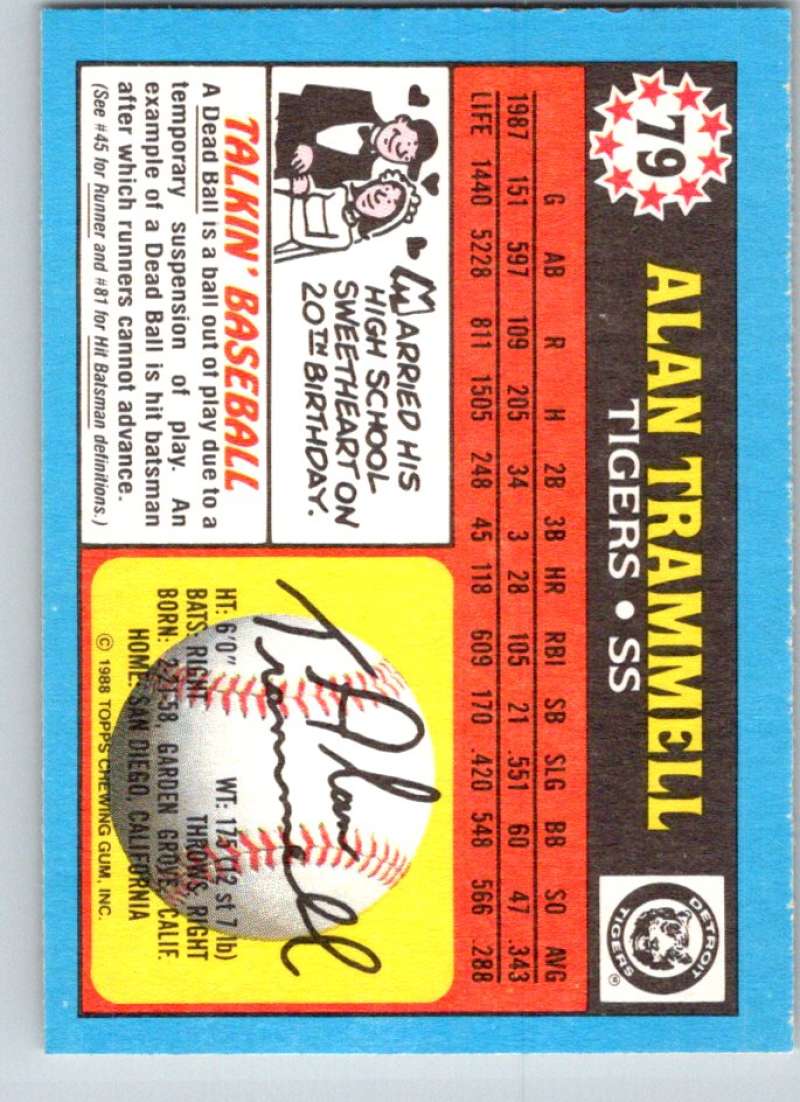 79
ALAN TRAMMELL
TIGERS • SS
DETROIT
TIGERS
®
G AB R H 2B 3B HR RBI SB SLG BB SO AVG
1987 151 597 109 205 34 3 28 105 21 .551 60 47 .343
LIFE 1440 5228 811 1505 248 45 118 609 170 .420 548 566 .288
MARRIED HIS
HIGH SCHOOL
SWEETHEART ON
20TH BIRTHDAY.
TALKIN' BASEBALL
A Dead Ball is a ball out of play due to a
temporary suspension of play. An
example of a Dead Ball is hit batsman
after which runners cannot advance.
(See #45 for Runner and #81 for Hit Batsman definitions.)
Alan
Trammell
HT: 6'0" WT: 175 (12 st 7 lb)
BATS: RIGHT THROWS: RIGHT
BORN: 2-21-58, GARDEN GROVE, CALIF.
HOME: SAN DIEGO, CALIFORNIA
© 1988 TOPPS CHEWING GUM, INC.